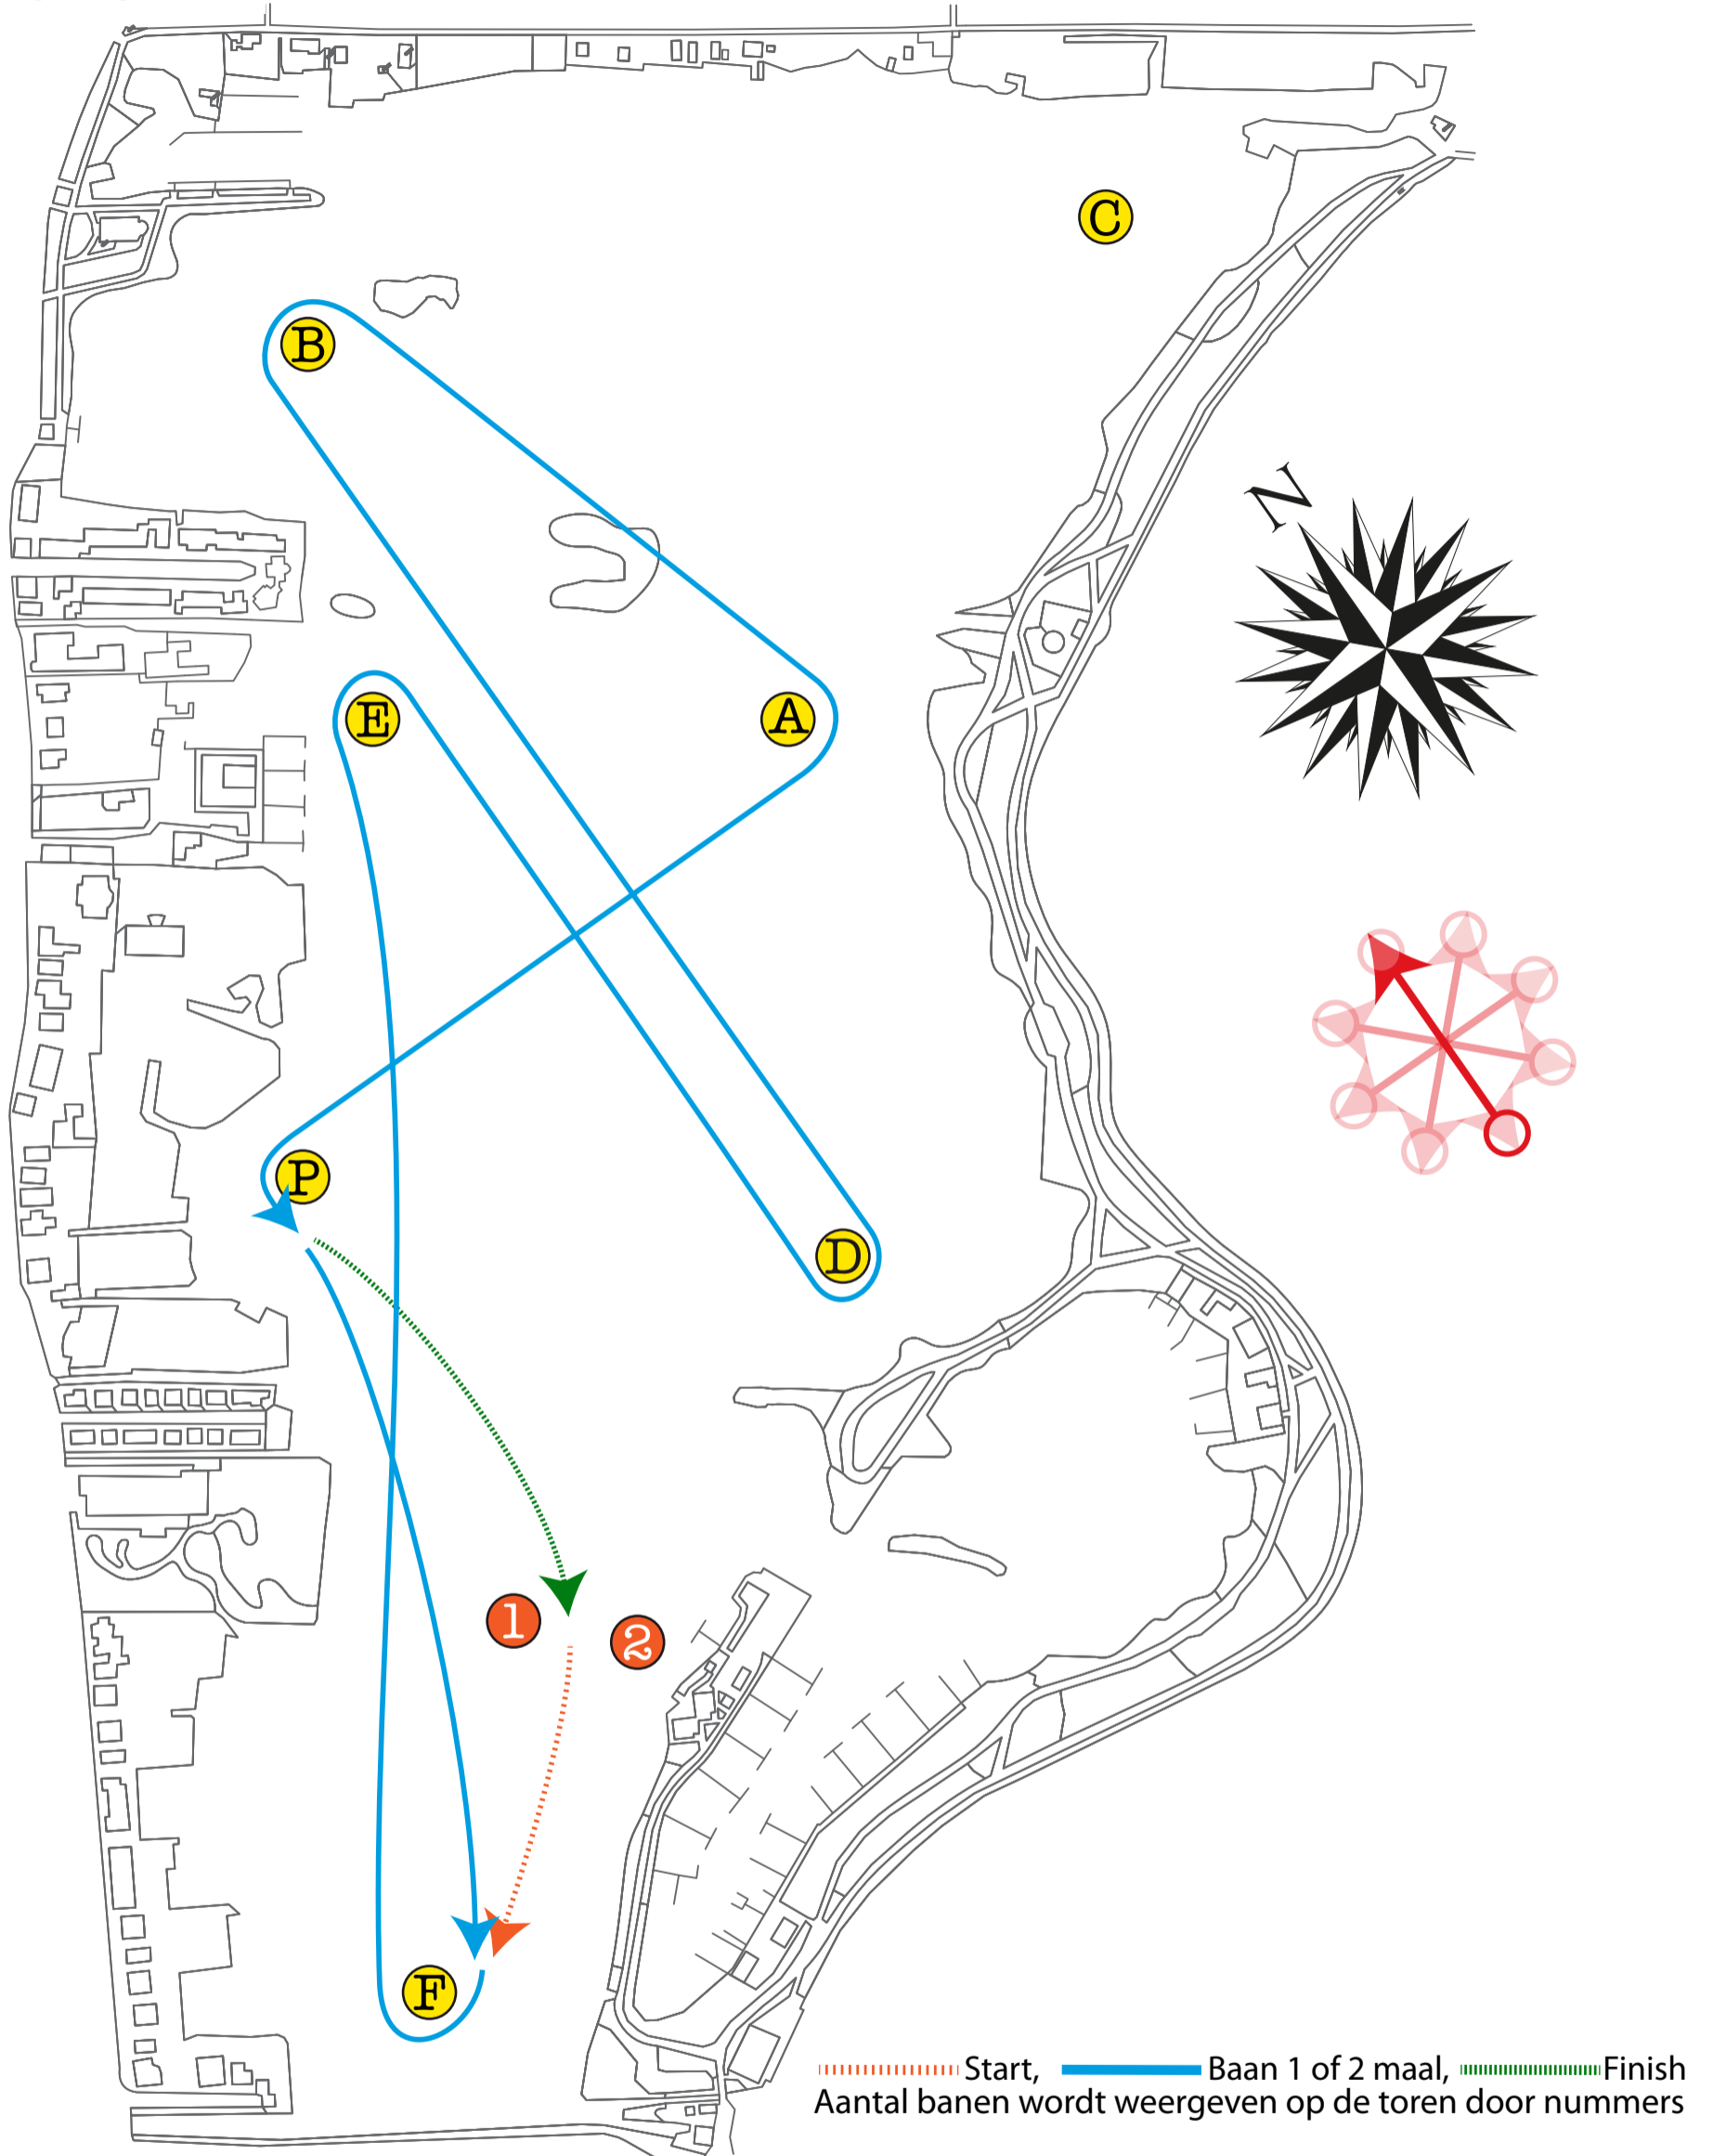 C
B
N
E
A
P
D
1
2
F
Start, Baan 1 of 2 maal, Finish
Aantal banen wordt weergeven op de toren door nummers